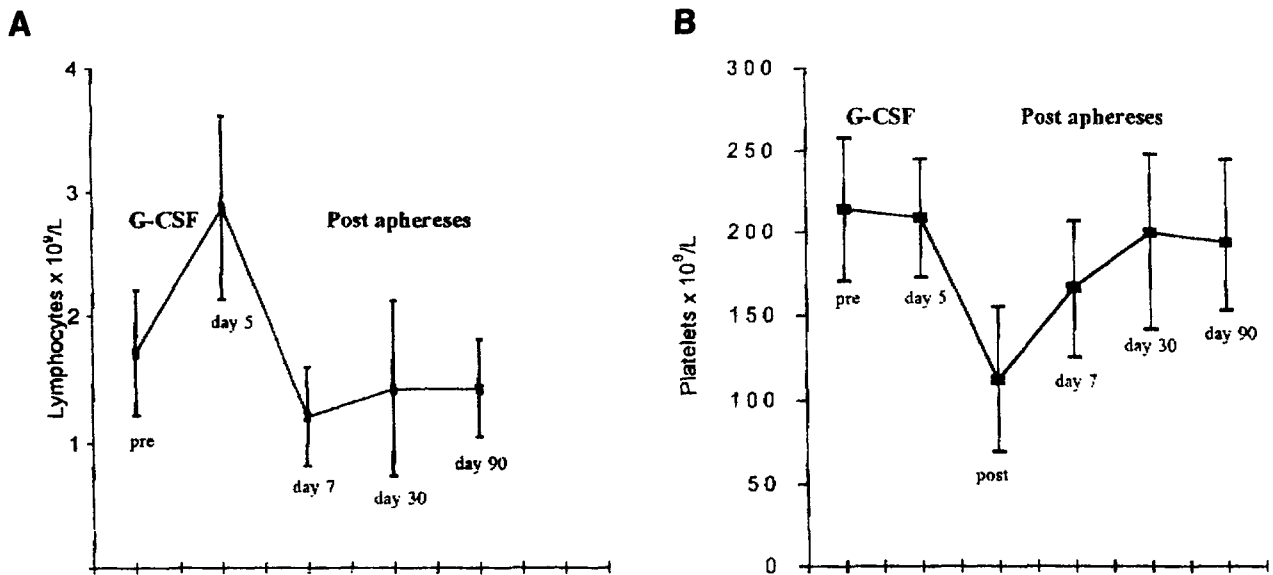 A
4
3
2
1
Lymphocytes x 10⁹/L
G-CSF
Post aphereses
pre
day 5
day 7
day 30
day 90
B
300
250
200
150
100
50
0
Platelets x 10⁹/L
G-CSF
Post aphereses
pre
day 5
post
day 7
day 30
day 90